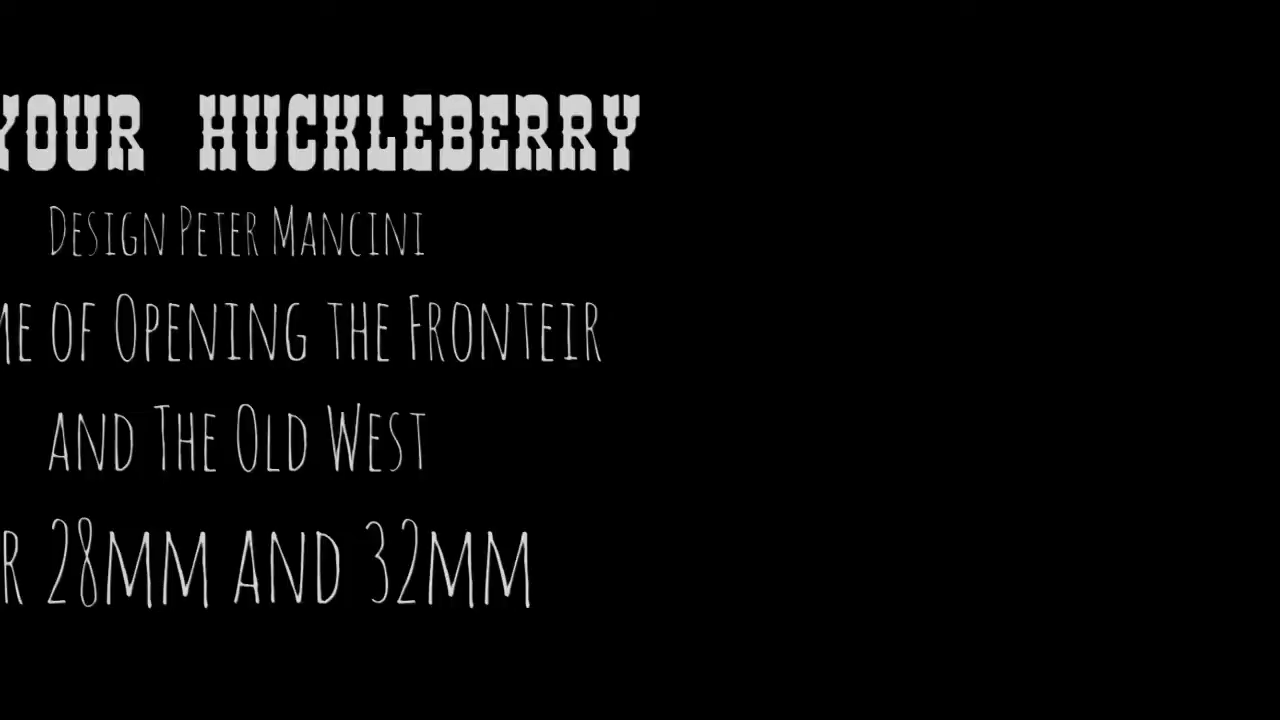 YOUR HUCKLEBERRY
Design Peter Mancini
me of Opening the Fronteir
and The Old West
r 28mm and 32mm